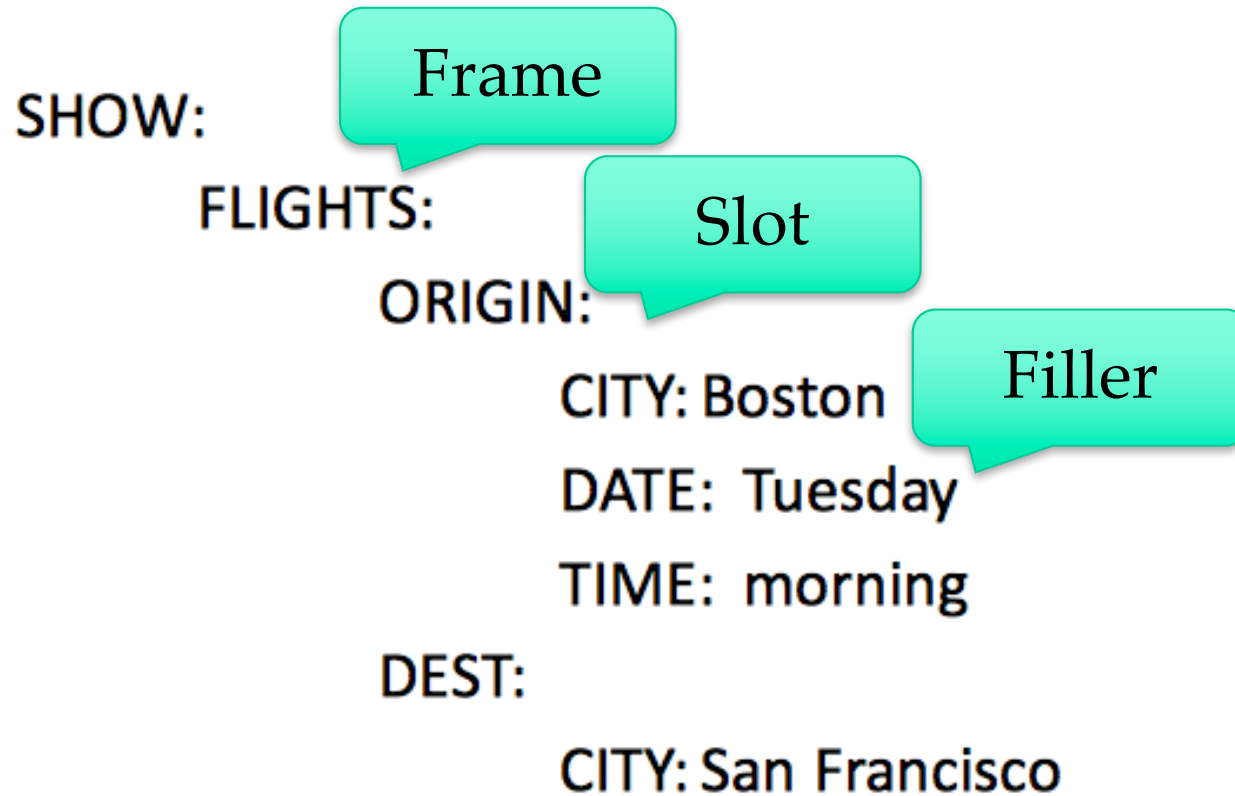 Frame
SHOW:
FLIGHTS:
Slot
ORIGIN:
Filler
CITY: Boston
DATE: Tuesday
TIME: morning
DEST:
CITY: San Francisco